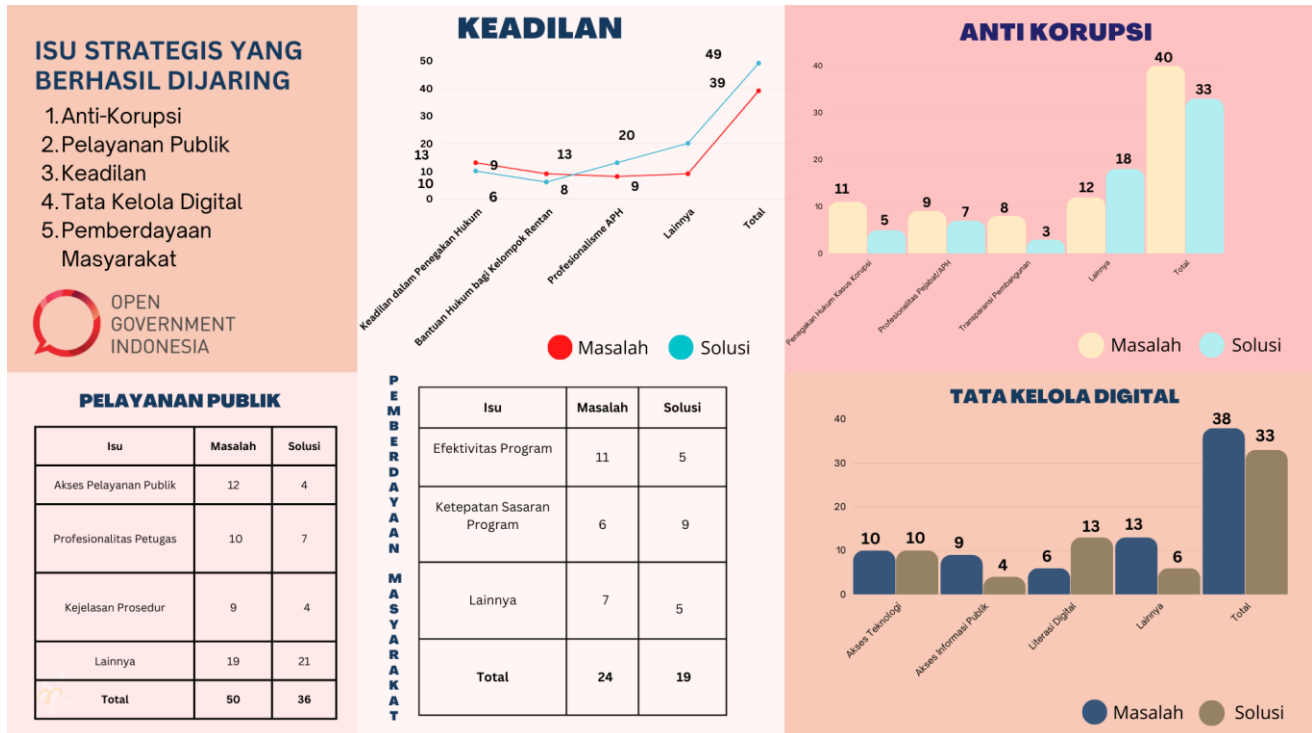 ISU STRATEGIS YANG
BERHASIL DIJARING
1. Anti-Korupsi
2. Pelayanan Publik
3. Keadilan
4. Tata Kelola Digital
5. Pemberdayaan
Masyarakat
OPEN
GOVERNMENT
INDONESIA
KEADILAN
50
40
30
20
10
0
13
9
13
20
49
39
10
6
8
9
Keadilan dalam Penegakan Hukum
Bantuan Hukum bagi Kelompok Rentan
Profesionalisme APH
Lainnya
Total
Masalah Solusi
ANTI KORUPSI
40
30
20
10
0
11 5
9 7
8 3
12 18
40 33
Penegakan Hukum Kasus Korupsi
Profesionalitas Pejabat/APH
Transparansi Pembangunan
Lainnya
Total
Masalah Solusi
PELAYANAN PUBLIK
Isu Masalah Solusi
Akses Pelayanan Publik 12 4
Profesionalitas Petugas 10 7
Kejelasan Prosedur 9 4
Lainnya 19 21
Total 50 36
PEMBERDAYAAN MASYARAKAT
Isu Masalah Solusi
Efektivitas Program 11 5
Ketepatan Sasaran
Program 6 9
Lainnya 7 5
Total 24 19
TATA KELOLA DIGITAL
40
30
20
10
0
10 10
9 4
6 13
13 6
38 33
Akses Teknologi
Akses Informasi Publik
Literasi Digital
Lainnya
Total
Masalah Solusi